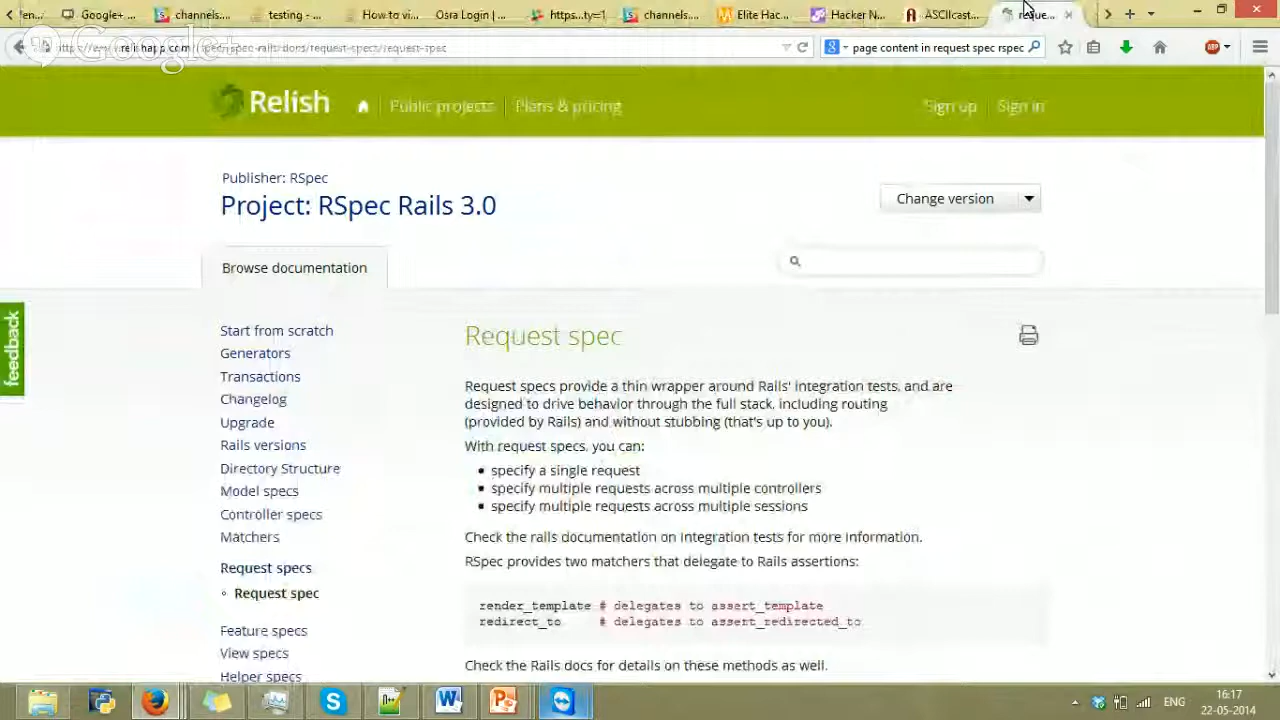 Google+ ...
channels...
testing - ...
How to vi...
Osra Login | ...
https...ty=1
channels...
Elite Hac...
Hacker N...
ASCIIcast...
reque...
relishapp.com
request-specs/request-spec
page content in request spec rspec
Google+
Relish
Public projects
Plans & pricing
Sign up
Sign in
Publisher: RSpec
Project: RSpec Rails 3.0
Change version
Browse documentation
feedback
Start from scratch
Generators
Transactions
Changelog
Upgrade
Rails versions
Directory Structure
Model specs
Controller specs
Matchers
Request specs
Request spec
Feature specs
View specs
Helper specs
Request spec
Request specs provide a thin wrapper around Rails' integration tests, and are
designed to drive behavior through the full stack, including routing
(provided by Rails) and without stubbing (that's up to you).
With request specs, you can:
specify a single request
specify multiple requests across multiple controllers
specify multiple requests across multiple sessions
Check the rails documentation on integration tests for more information.
RSpec provides two matchers that delegate to Rails assertions:
render_template # delegates to assert_template
redirect_to # delegates to assert_redirected_to
Check the Rails docs for details on these methods as well.
ENG
16:17
22-05-2014